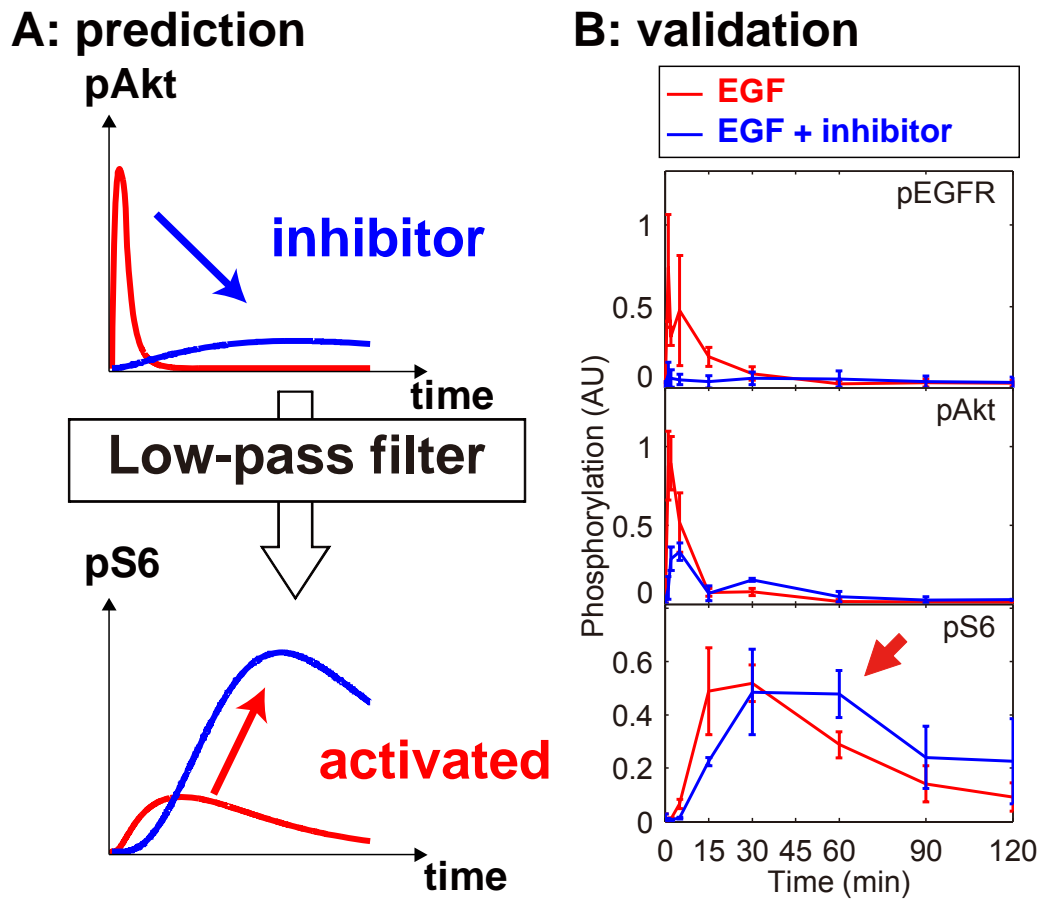 A: prediction
pAkt
inhibitor
time
Low-pass filter
pS6
activated
time
B: validation
EGF
EGF + inhibitor
Phosphorylation (AU)
pEGFR
1
0.5
0
pAkt
1
0.5
0
pS6
0.6
0.4
0.2
0
0 15 30 45 60 90 120
Time (min)